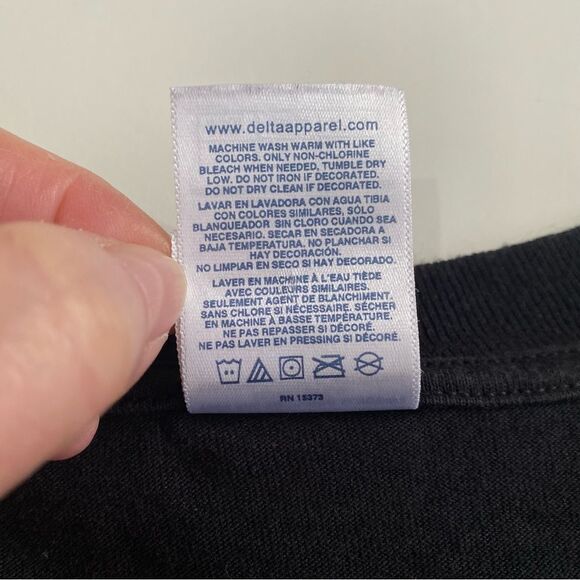 www.deltaapparel.com
MACHINE WASH WARM WITH LIKE
COLORS. ONLY NON-CHLORINE
BLEACH WHEN NEEDED, TUMBLE DRY
LOW. DO NOT IRON IF DECORATED.
DO NOT DRY CLEAN IF DECORATED.
LAVAR EN LAVADORA CON AGUA TIBIA
CON COLORES SIMILARES, SÓLO
BLANQUEADOR SIN CLORO CUANDO SEA
NECESARIO. SECAR EN SECADORA A
BAJA TEMPERATURA. NO PLANCHAR SI
HAY DECORACIÓN.
NO LIMPIAR EN SECO SI HAY DECORADO.
LAVER EN MACHINE À L'EAU TIÈDE
AVEC COULEURS SIMILAIRES.
SEULEMENT AGENT DE BLANCHIMENT.
SANS CHLORE SI NÉCESSAIRE. SÉCHER
EN MACHINE A BASSE TEMPÉRATURE.
NE PAS REPASSER SI DÉCORÉ.
NE PAS LAVER EN PRESSING SI DÉCORÉ.
RN 15373